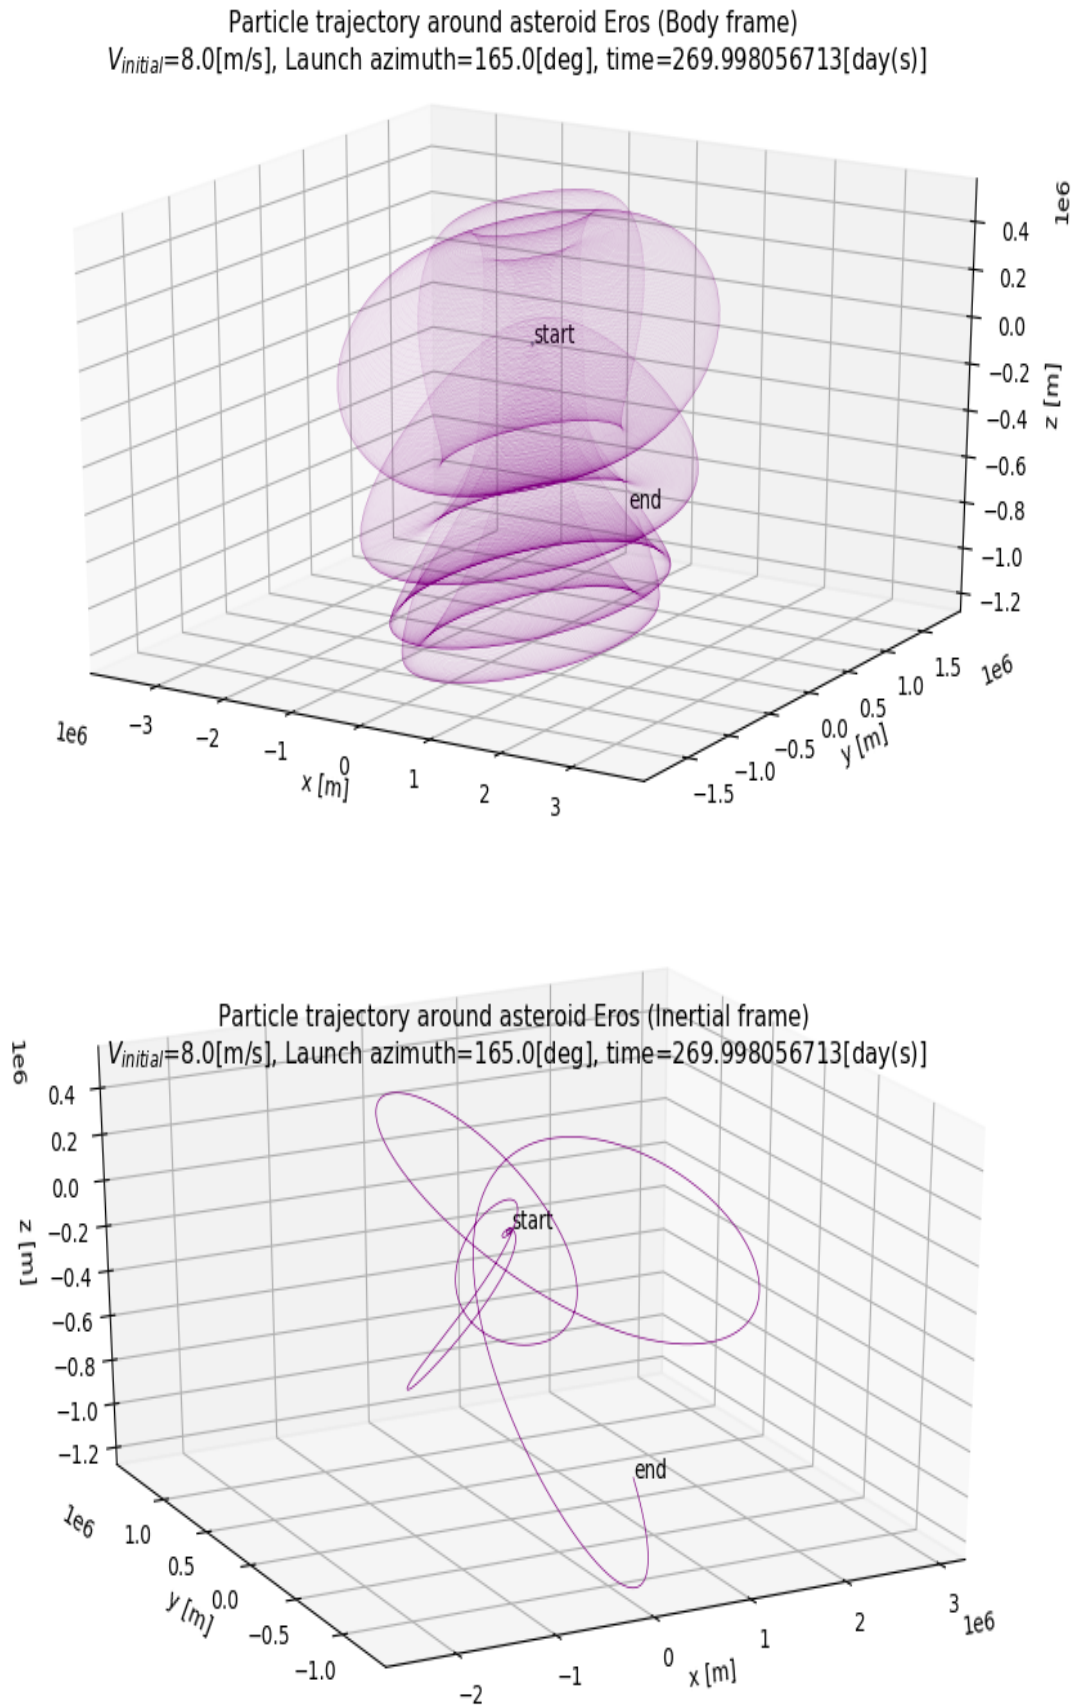 Particle trajectory around asteroid Eros (Body frame)
V_initial=8.0[m/s], Launch azimuth=165.0[deg], time=269.998056713[day(s)]
1e6
0.4
0.2
0.0
−0.2
−0.4
−0.6
−0.8
−1.0
−1.2
z [m]
start
end
1e6
−3
−2
−1
0
1
2
3
x [m]
−1.5
−1.0
−0.5
0.0
0.5
1.0
1.5
1e6
y [m]
Particle trajectory around asteroid Eros (Inertial frame)
V_initial=8.0[m/s], Launch azimuth=165.0[deg], time=269.998056713[day(s)]
1e6
0.4
0.2
0.0
−0.2
−0.4
−0.6
−0.8
−1.0
−1.2
z [m]
start
end
1e6
1.0
0.5
0.0
−0.5
−1.0
y [m]
−2
−1
0
1
2
3
1e6
x [m]